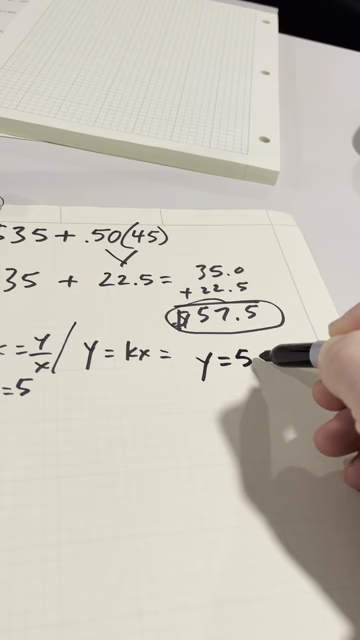 $35 + .50(45)
35 + 22.5 = 35.0
+ 22.5
57.5
= y/x / y = kx = y = 5
= 5